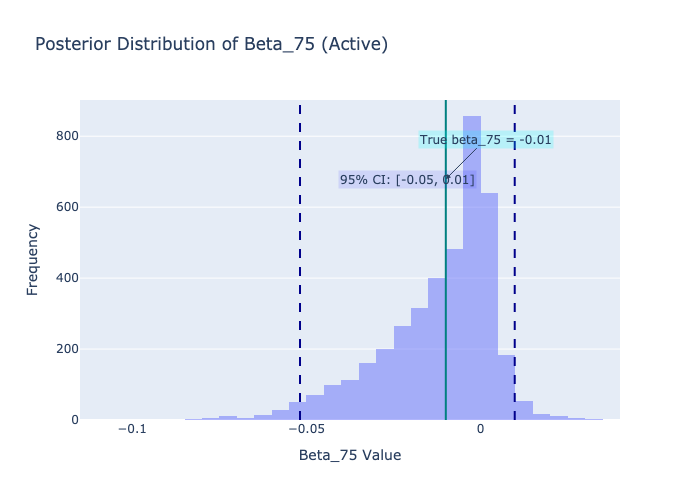 Posterior Distribution of Beta_75 (Active)
True beta_75 = -0.01
95% CI: [-0.05, 0.01]
800
600
400
200
0
Frequency
−0.1
−0.05
0
Beta_75 Value